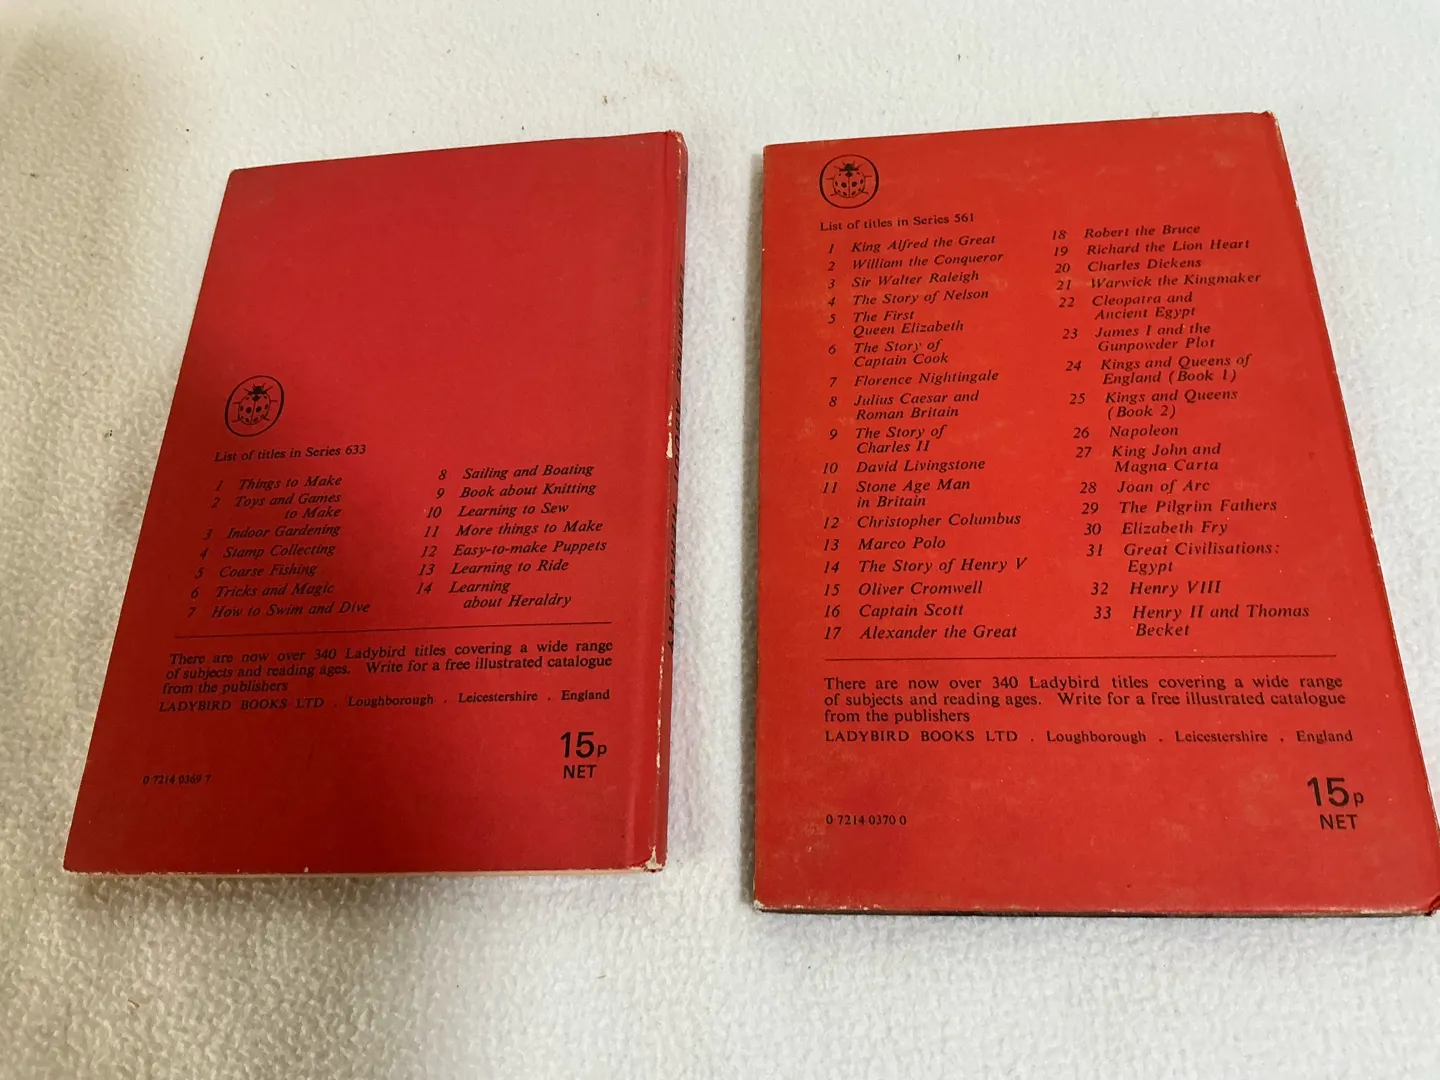 List of titles in Series 633
1 Things to Make
2 Toys and Games
to Make
3 Indoor Gardening
4 Stamp Collecting
5 Coarse Fishing
6 Tricks and Magic
7 How to Swim and Dive
8 Sailing and Boating
9 Book about Knitting
10 Learning to Sew
11 More things to Make
12 Easy-to-make Puppets
13 Learning to Ride
14 Learning
about Heraldry
There are now over 340 Ladybird titles covering a wide range
of subjects and reading ages. Write for a free illustrated catalogue
from the publishers
LADYBIRD BOOKS LTD . Loughborough . Leicestershire . England
15p
NET
0 7214 0369 7
LEARNING ABOUT HERALDRY
List of titles in Series 561
1 King Alfred the Great
2 William the Conqueror
3 Sir Walter Raleigh
4 The Story of Nelson
5 The First
Queen Elizabeth
6 The Story of
Captain Cook
7 Florence Nightingale
8 Julius Caesar and
Roman Britain
9 The Story of
Charles II
10 David Livingstone
11 Stone Age Man
in Britain
12 Christopher Columbus
13 Marco Polo
14 The Story of Henry V
15 Oliver Cromwell
16 Captain Scott
17 Alexander the Great
18 Robert the Bruce
19 Richard the Lion Heart
20 Charles Dickens
21 Warwick the Kingmaker
22 Cleopatra and
Ancient Egypt
23 James I and the
Gunpowder Plot
24 Kings and Queens of
England (Book 1)
25 Kings and Queens
(Book 2)
26 Napoleon
27 King John and
Magna Carta
28 Joan of Arc
29 The Pilgrim Fathers
30 Elizabeth Fry
31 Great Civilisations:
Egypt
32 Henry VIII
33 Henry II and Thomas
Becket
There are now over 340 Ladybird titles covering a wide range
of subjects and reading ages. Write for a free illustrated catalogue
from the publishers
LADYBIRD BOOKS LTD . Loughborough . Leicestershire . England
15p
NET
0 7214 0370 0